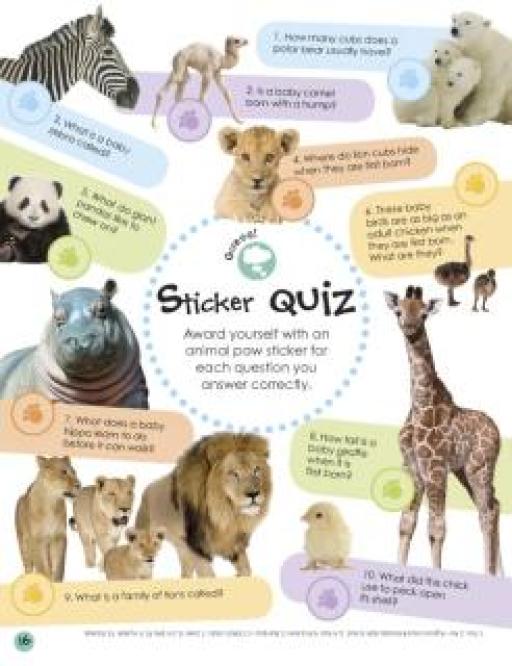 1. How many cubs does a
polar bear usually have?
2. Is a baby camel
born with a hump?
3. What is a baby
zebra called?
4. Where do lion cubs hide
when they are first born?
5. What do giant
pandas like to
chew on?
6. These baby
birds are as big as an
adult chicken when
they are first born.
What are they?
Sticker QUIZ
Award yourself with an
animal paw sticker for
each question you
answer correctly.
7. What does a baby
hippo learn to do
before it can walk?
8. How tall is a
baby giraffe
when it is
first born?
9. What is a family of lions called?
10. What did this chick
use to peck open
its shell?
16